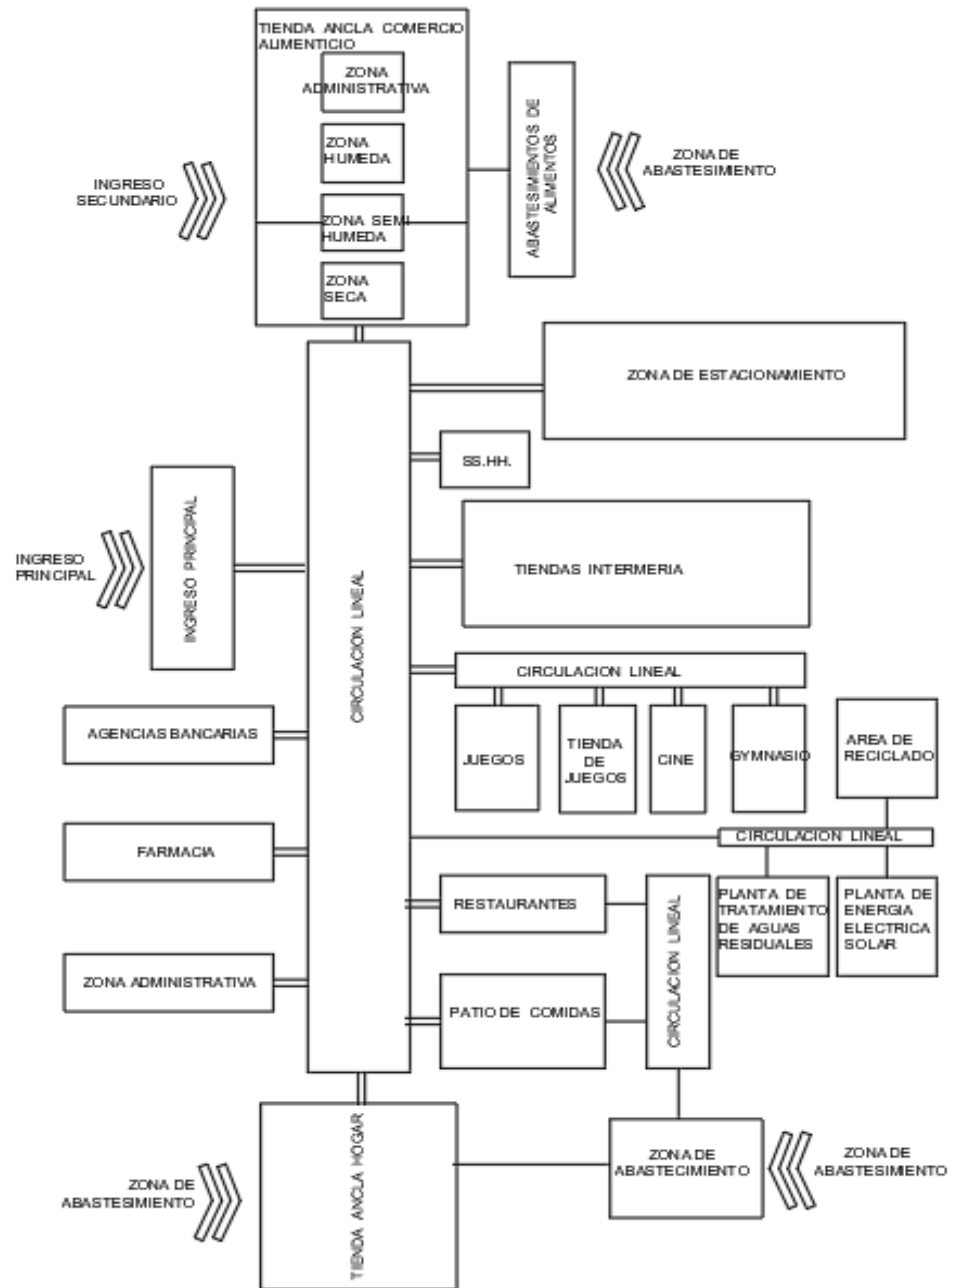 TIENDA ANCLA COMERCIO
ALIMENTICIO
ZONA
ADMINISTRATIVA
ZONA
HUMEDA
ZONA SEMI
HUMEDA
ZONA
SECA
INGRESO
SECUNDARIO
ABASTESIMIENTOS DE
ALIMENTOS
ZONA DE
ABASTESIMIENTO
ZONA DE ESTACIONAMIENTO
SS.HH.
INGRESO
PRINCIPAL
INGRESO PRINCIPAL
CIRCULACION LINEAL
TIENDAS INTERMERIA
CIRCULACION LINEAL
JUEGOS
TIENDA
DE
JUEGOS
CINE
GYMNASIO
AREA DE
RECICLADO
AGENCIAS BANCARIAS
CIRCULACION LINEAL
FARMACIA
RESTAURANTES
CIRCULACION LINEAL
PLANTA DE
TRATAMIENTO
DE AGUAS
RESIDUALES
PLANTA DE
ENERGIA
ELECTRICA
SOLAR
ZONA ADMINISTRATIVA
PATIO DE COMIDAS
TIENDA ANCLA HOGAR
ZONA DE
ABASTESIMIENTO
ZONA DE
ABASTECIMIENTO
ZONA DE
ABASTESIMIENTO